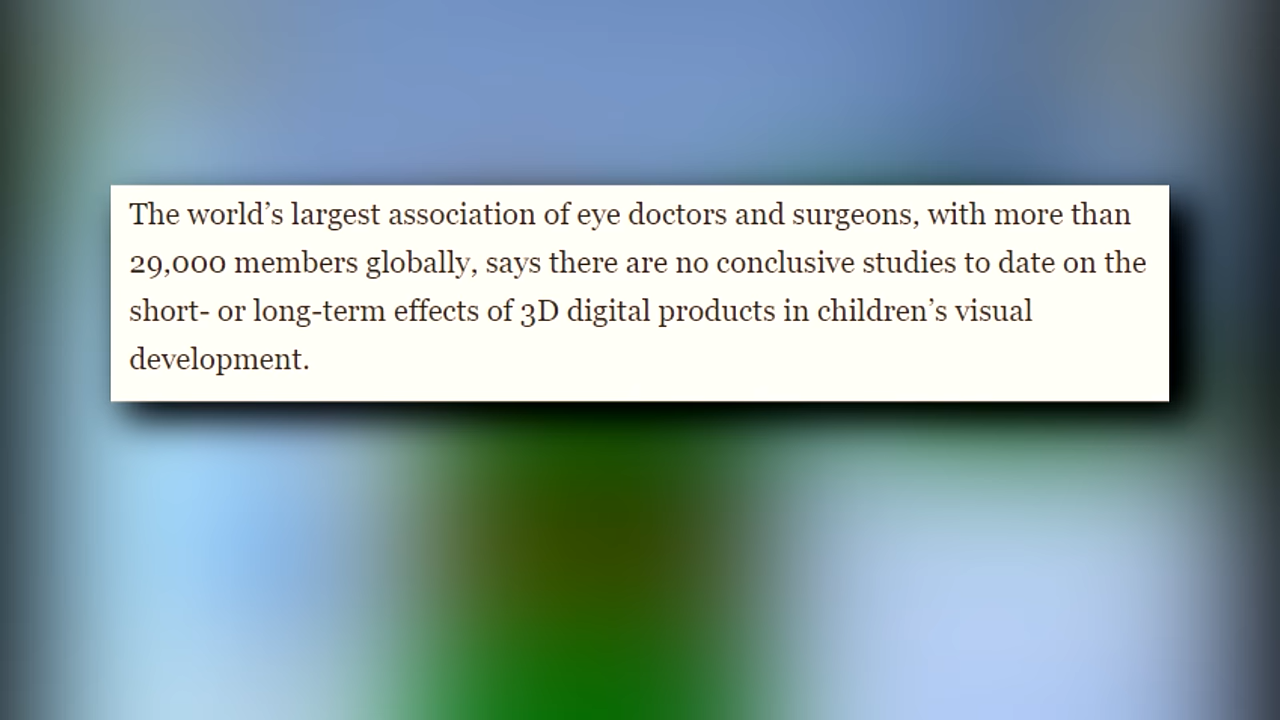 The world’s largest association of eye doctors and surgeons, with more than
29,000 members globally, says there are no conclusive studies to date on the
short- or long-term effects of 3D digital products in children’s visual
development.